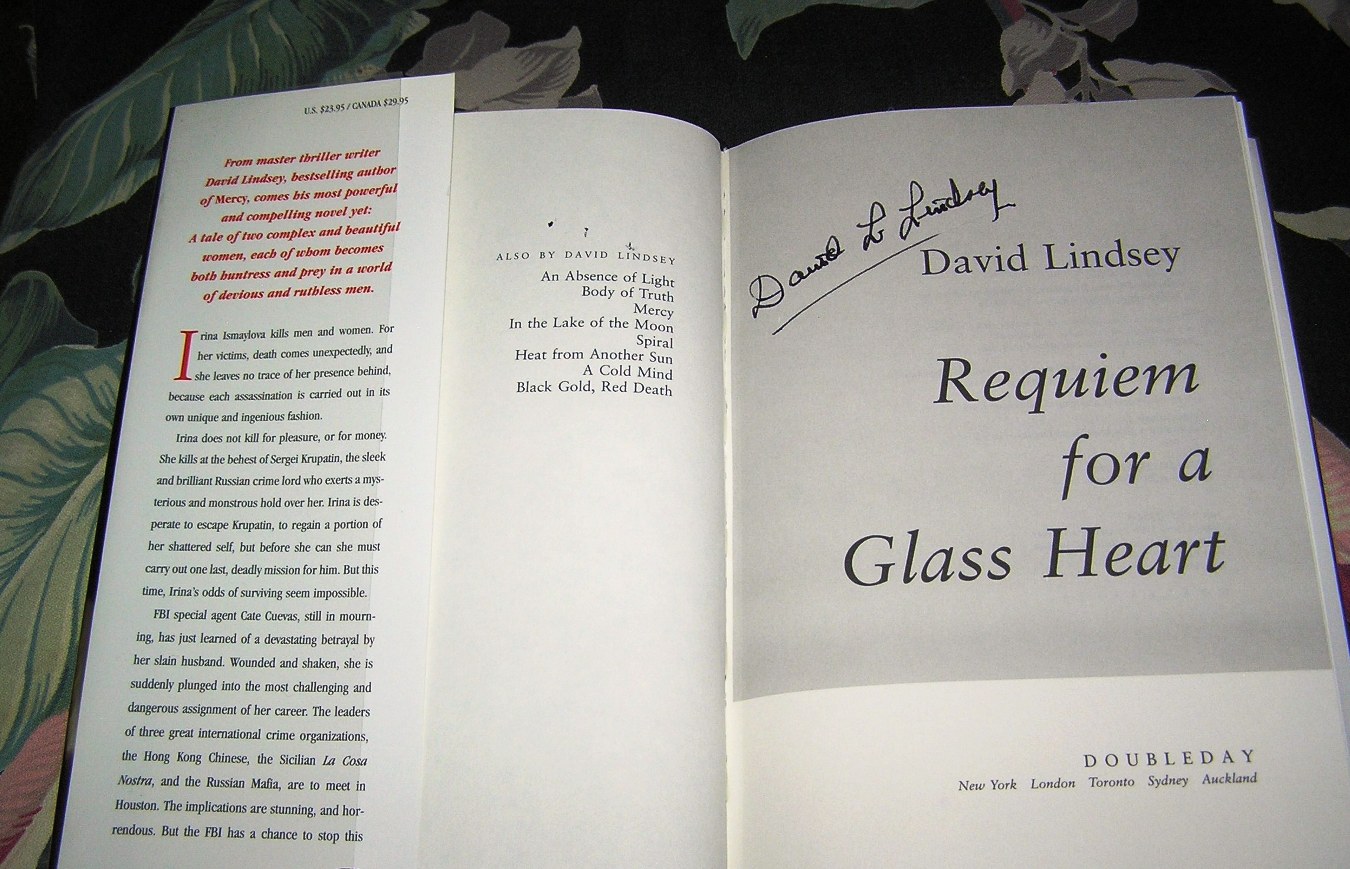 U.S. $23.95 / CANADA $29.95
From master thriller writer
David Lindsey, bestselling author
of Mercy, comes his most powerful
and compelling novel yet:
A tale of two complex and beautiful
women, each of whom becomes
both huntress and prey in a world
of devious and ruthless men.
Irina Ismaylova kills men and women. For
her victims, death comes unexpectedly, and
she leaves no trace of her presence behind,
because each assassination is carried out in its
own unique and ingenious fashion.
Irina does not kill for pleasure, or for money.
She kills at the behest of Sergei Krupatin, the sleek
and brilliant Russian crime lord who exerts a mys-
terious and monstrous hold over her. Irina is des-
perate to escape Krupatin, to regain a portion of
her shattered self, but before she can she must
carry out one last, deadly mission for him. But this
time, Irina's odds of surviving seem impossible.
FBI special agent Cate Cuevas, still in mourn-
ing, has just learned of a devastating betrayal by
her slain husband. Wounded and shaken, she is
suddenly plunged into the most challenging and
dangerous assignment of her career. The leaders
of three great international crime organizations,
the Hong Kong Chinese, the Sicilian La Cosa
Nostra, and the Russian Mafia, are to meet in
Houston. The implications are stunning, and hor-
rendous. But the FBI has a chance to stop this
ALSO BY DAVID LINDSEY
An Absence of Light
Body of Truth
Mercy
In the Lake of the Moon
Spiral
Heat from Another Sun
A Cold Mind
Black Gold, Red Death
David L Lindsey
David Lindsey
Requiem
for a
Glass Heart
DOUBLEDAY
New York London Toronto Sydney Auckland